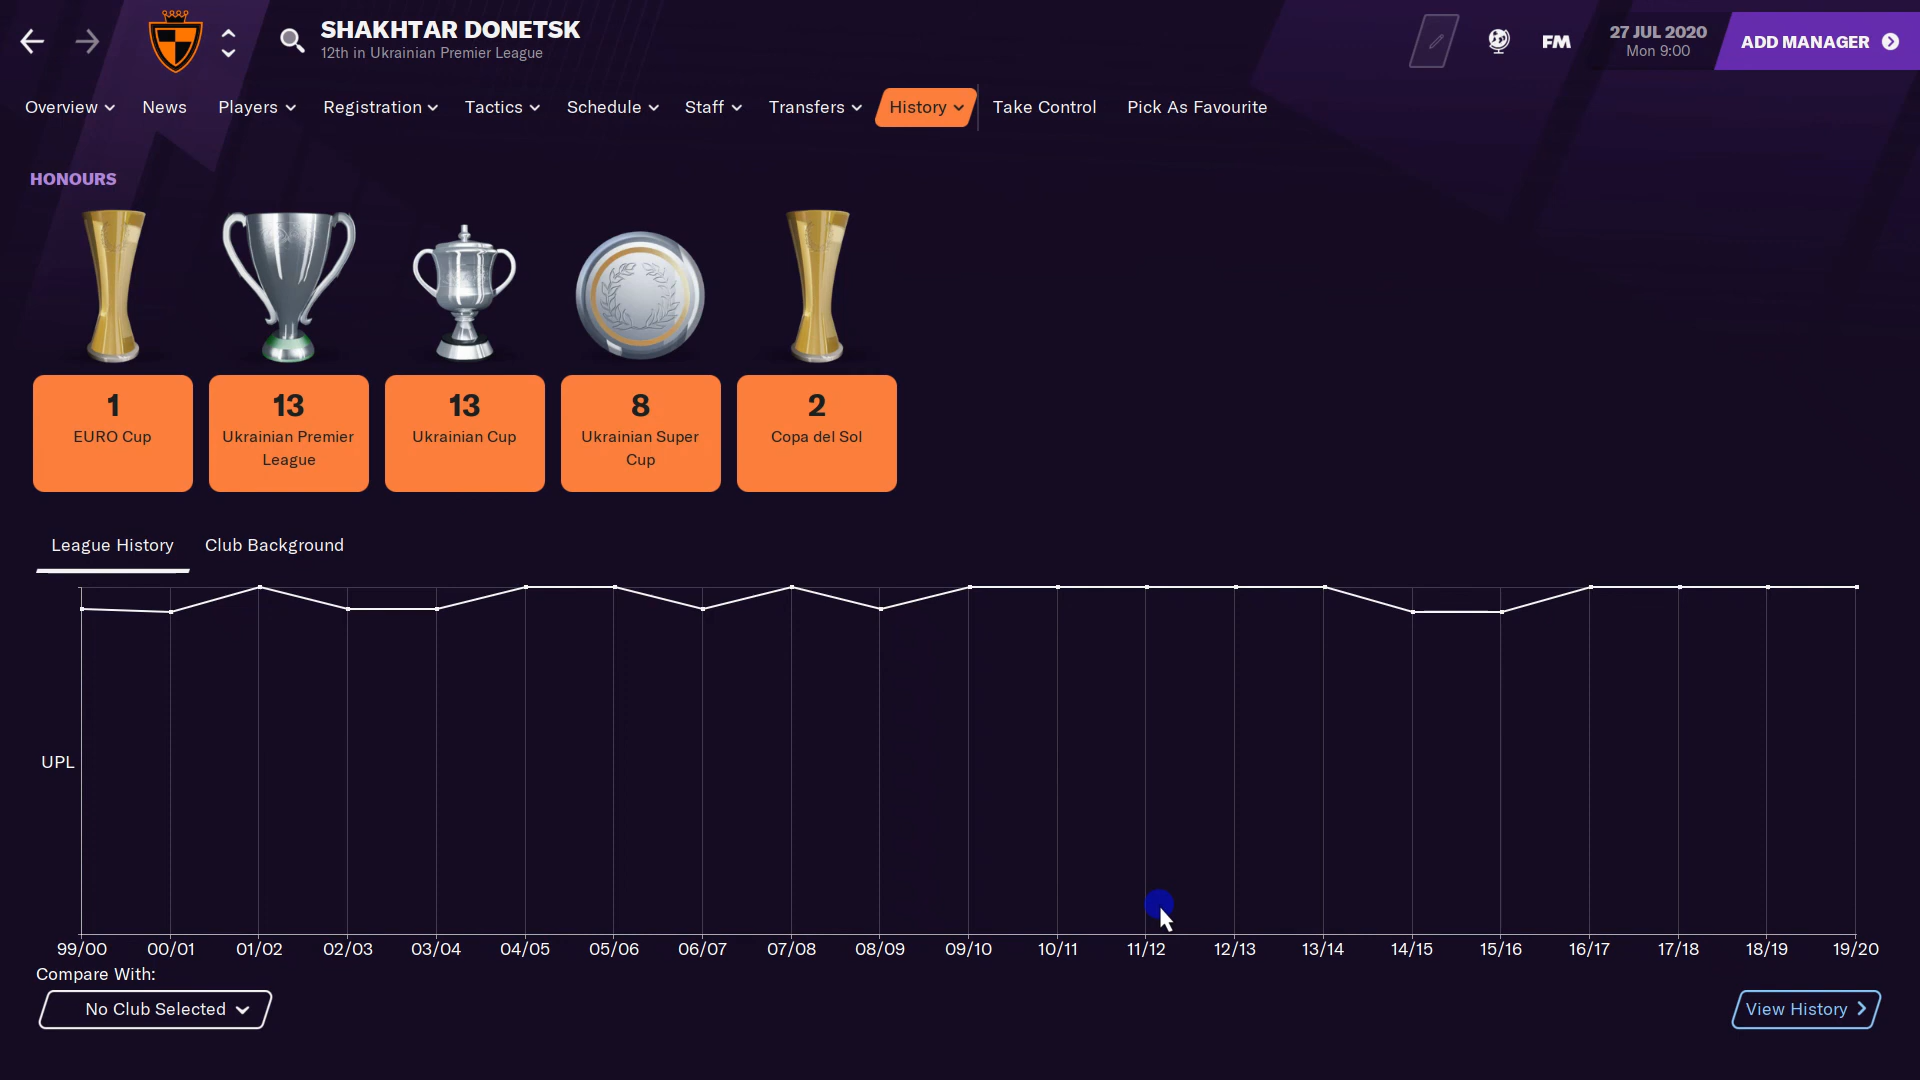 SHAKHTAR DONETSK
12th in Ukrainian Premier League
FM
27 JUL 2020
Mon 9:00
ADD MANAGER
Overview
News
Players
Registration
Tactics
Schedule
Staff
Transfers
History
Take Control
Pick As Favourite
HONOURS
1
EURO Cup
13
Ukrainian Premier
League
13
Ukrainian Cup
8
Ukrainian Super
Cup
2
Copa del Sol
League History
Club Background
UPL
99/00 00/01 01/02 02/03 03/04 04/05 05/06 06/07 07/08 08/09 09/10 10/11 11/12 12/13 13/14 14/15 15/16 16/17 17/18 18/19 19/20
Compare With:
No Club Selected
View History